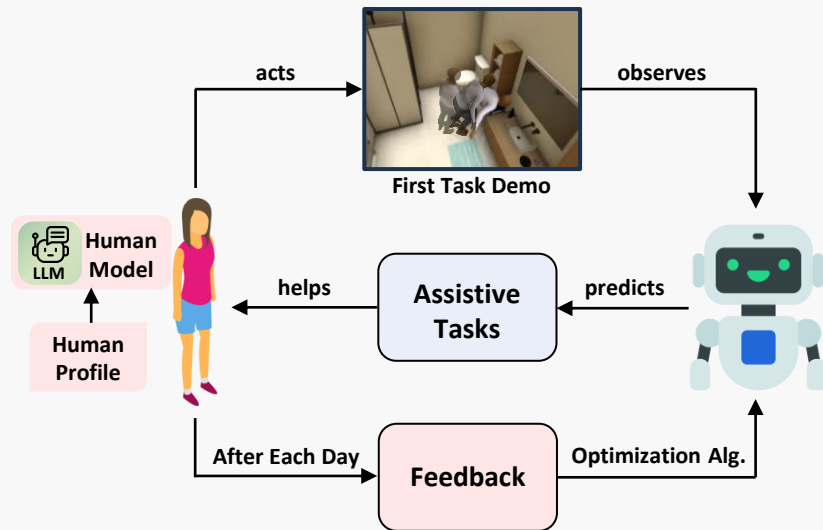 acts
observes
First Task Demo
LLM
Human
Model
Human
Profile
helps
Assistive
Tasks
predicts
After Each Day
Feedback
Optimization Alg.